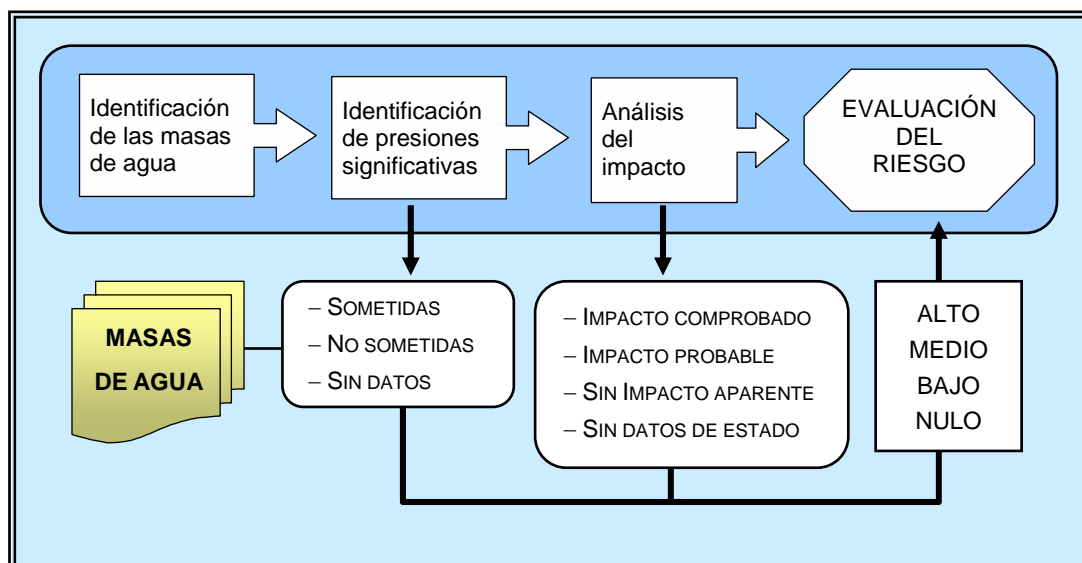 Identificación
de las masas
de agua
Identificación
de presiones
significativas
Análisis
del
impacto
EVALUACIÓN
DEL
RIESGO
MASAS
DE AGUA
– SOMETIDAS
– NO SOMETIDAS
– SIN DATOS
– IMPACTO COMPROBADO
– IMPACTO PROBABLE
– SIN IMPACTO APARENTE
– SIN DATOS DE ESTADO
ALTO
MEDIO
BAJO
NULO